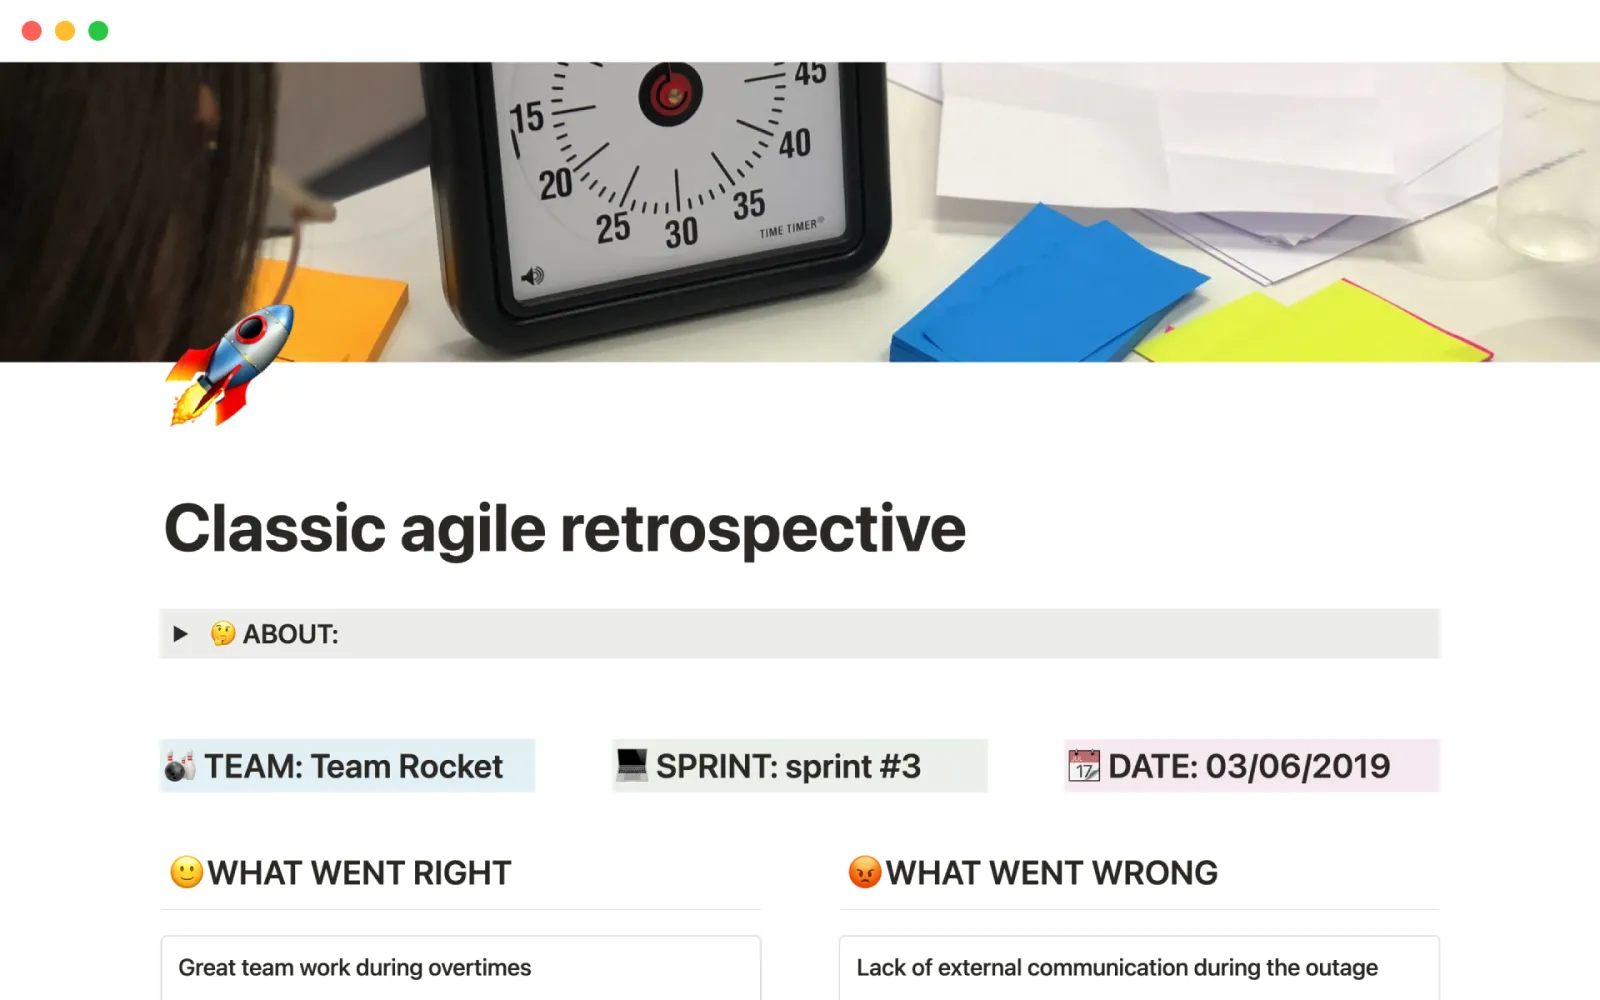 45
15
40
20
35
25
30
TIME TIMER®
Classic agile retrospective
ABOUT:
TEAM: Team Rocket
SPRINT: sprint #3
JUL
17
DATE: 03/06/2019
WHAT WENT RIGHT
WHAT WENT WRONG
Great team work during overtimes
Lack of external communication during the outage